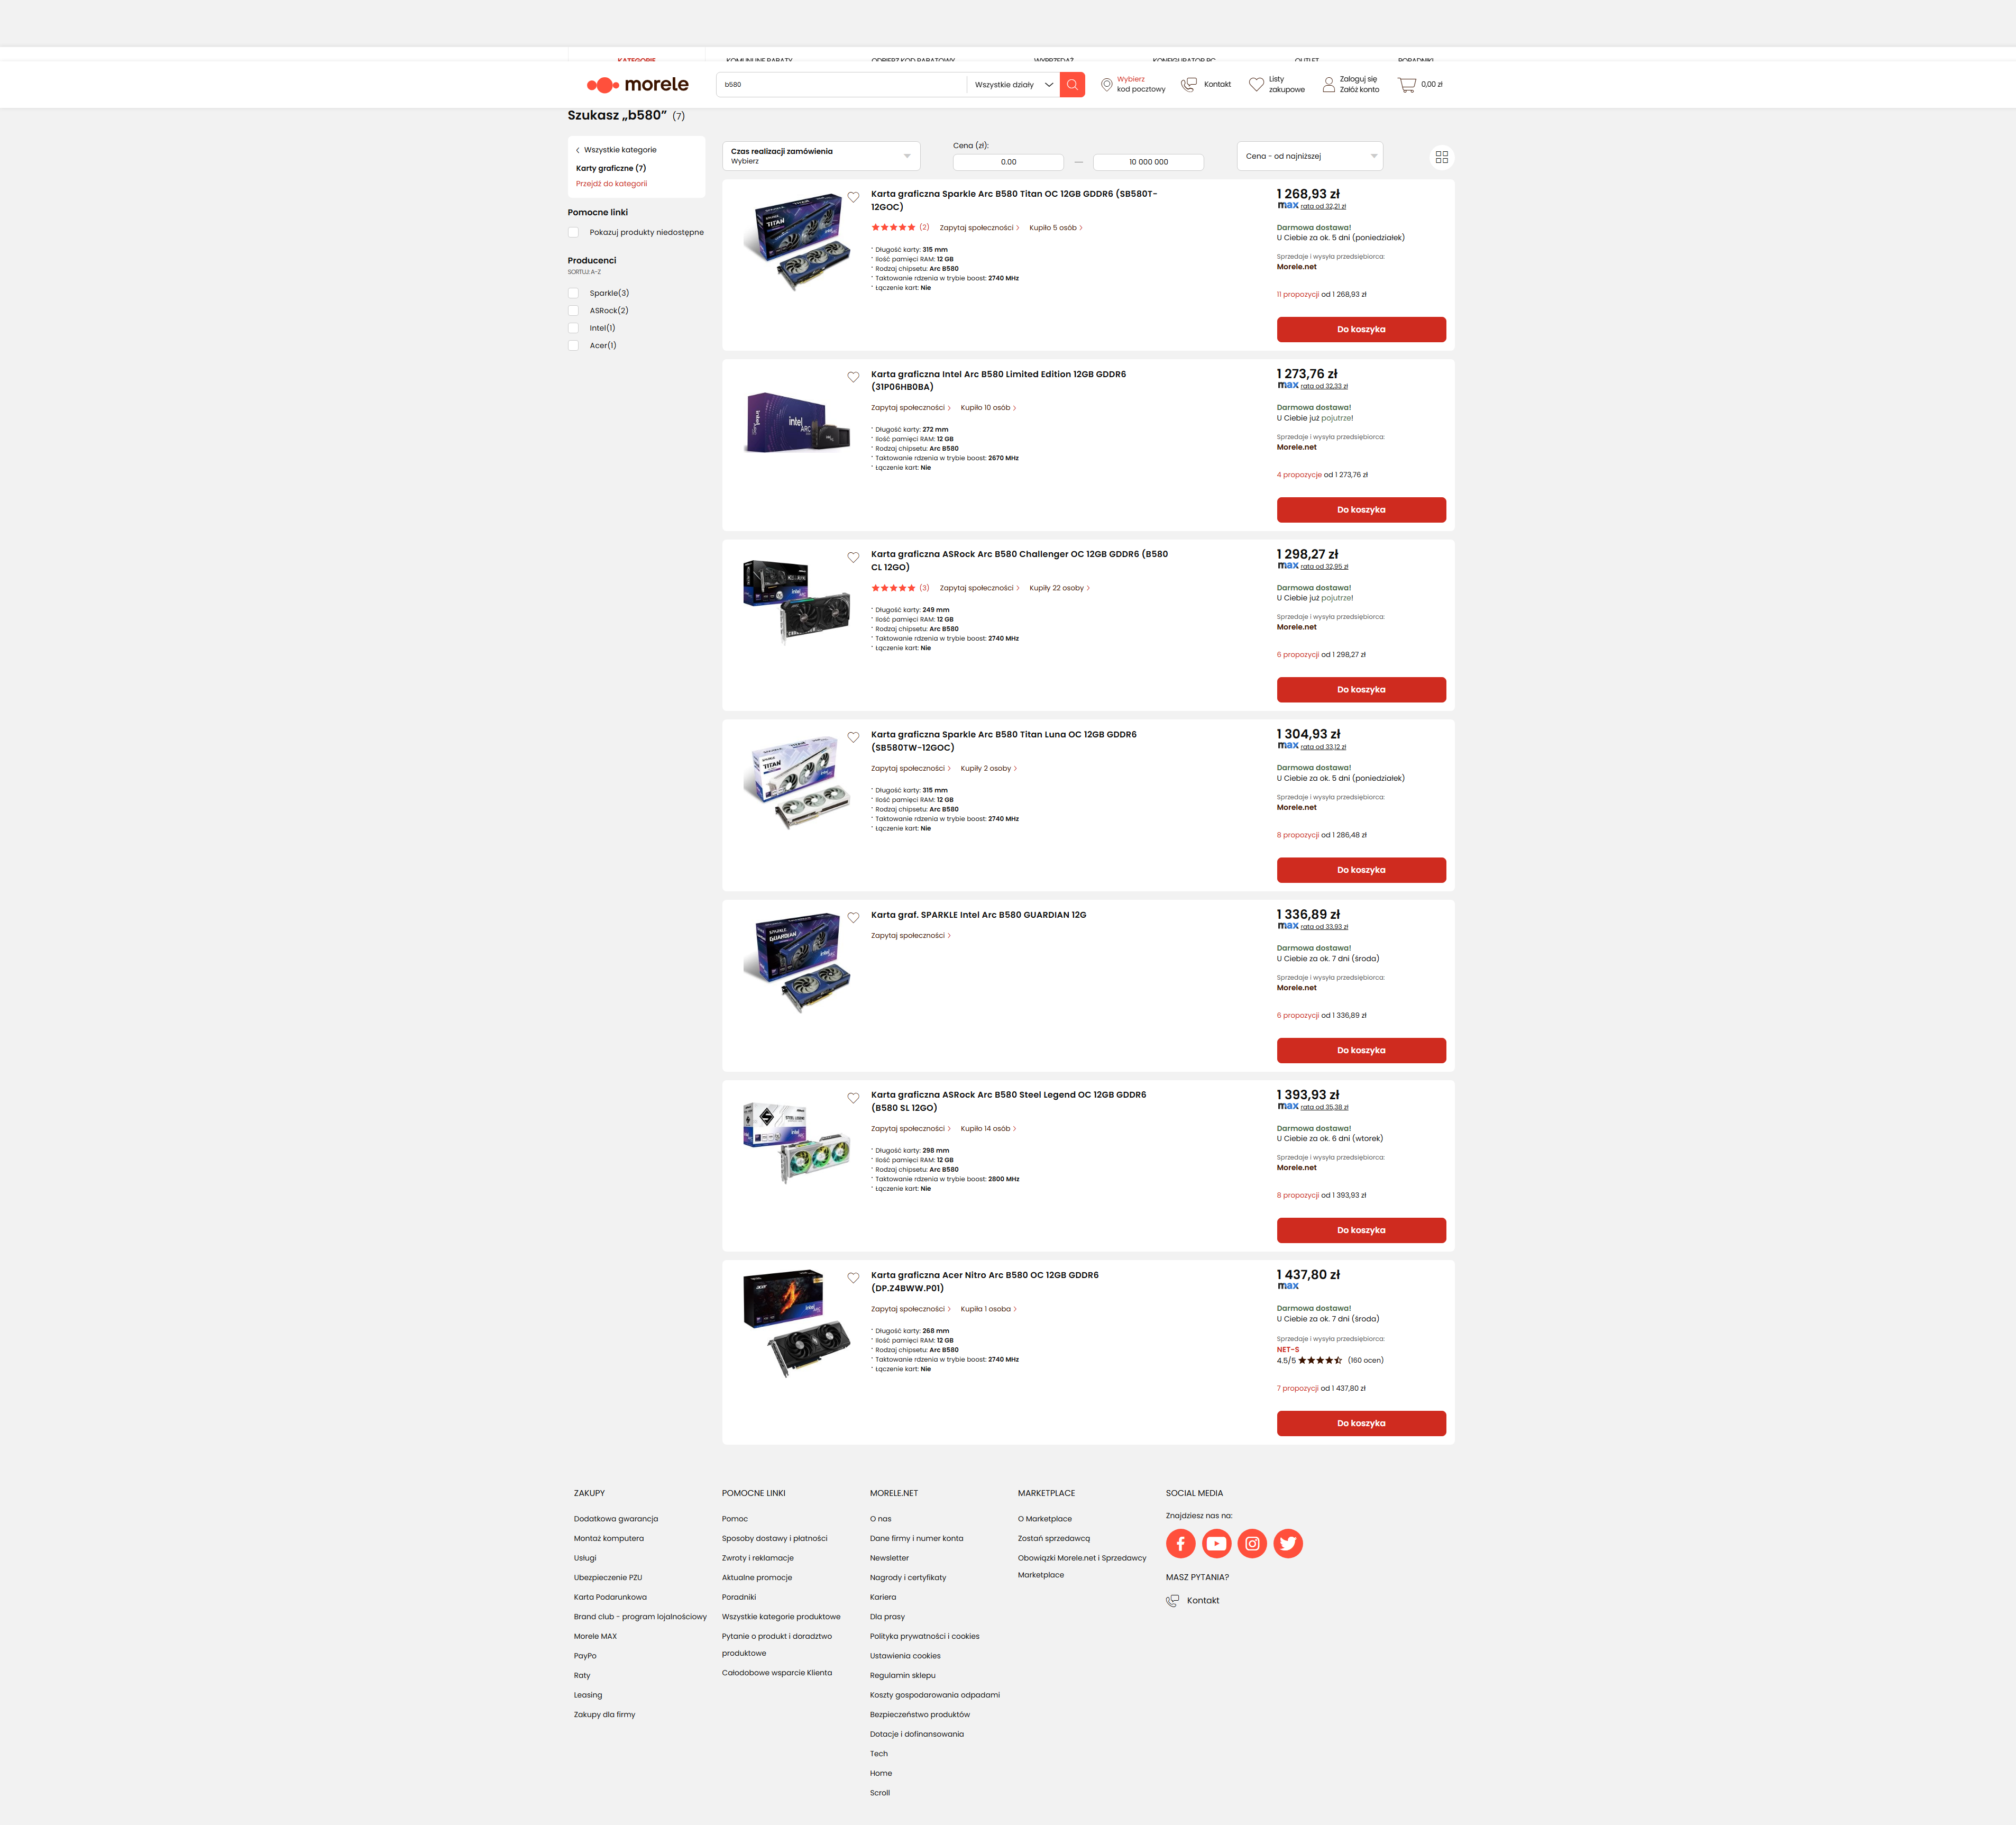 morele
b580
Wszystkie działy
Wybierz
kod pocztowy
Kontakt
Listy
zakupowe
Zaloguj się
Załóż konto
0,00 zł
Szukasz „b580” (7)
Wszystkie kategorie
Karty graficzne (7)
Przejdź do kategorii
Pomocne linki
Pokazuj produkty niedostępne
Producenci
SORTUJ: A-Z
Sparkle(3)
ASRock(2)
Intel(1)
Acer(1)
Czas realizacji zamówienia
Wybierz
Cena (zł):
0.00 — 10 000 000
Cena - od najniższej
Karta graficzna Sparkle Arc B580 Titan OC 12GB GDDR6 (SB580T-
12GOC)
(2) Zapytaj społeczności Kupiło 5 osób
Długość karty: 315 mm
Ilość pamięci RAM: 12 GB
Rodzaj chipsetu: Arc B580
Taktowanie rdzenia w trybie boost: 2740 MHz
Łączenie kart: Nie
1 268,93 zł
max rata od 32,21 zł
Darmowa dostawa!
U Ciebie za ok. 5 dni (poniedziałek)
Sprzedaje i wysyła przedsiębiorca:
Morele.net
11 propozycji od 1 268,93 zł
Do koszyka
Karta graficzna Intel Arc B580 Limited Edition 12GB GDDR6
(31P06HB0BA)
Zapytaj społeczności Kupiło 10 osób
Długość karty: 272 mm
Ilość pamięci RAM: 12 GB
Rodzaj chipsetu: Arc B580
Taktowanie rdzenia w trybie boost: 2670 MHz
Łączenie kart: Nie
1 273,76 zł
max rata od 32,33 zł
Darmowa dostawa!
U Ciebie już pojutrze!
Sprzedaje i wysyła przedsiębiorca:
Morele.net
4 propozycje od 1 273,76 zł
Do koszyka
Karta graficzna ASRock Arc B580 Challenger OC 12GB GDDR6 (B580
CL 12GO)
(3) Zapytaj społeczności Kupiły 22 osoby
Długość karty: 249 mm
Ilość pamięci RAM: 12 GB
Rodzaj chipsetu: Arc B580
Taktowanie rdzenia w trybie boost: 2740 MHz
Łączenie kart: Nie
1 298,27 zł
max rata od 32,95 zł
Darmowa dostawa!
U Ciebie już pojutrze!
Sprzedaje i wysyła przedsiębiorca:
Morele.net
6 propozycji od 1 298,27 zł
Do koszyka
Karta graficzna Sparkle Arc B580 Titan Luna OC 12GB GDDR6
(SB580TW-12GOC)
Zapytaj społeczności Kupiły 2 osoby
Długość karty: 315 mm
Ilość pamięci RAM: 12 GB
Rodzaj chipsetu: Arc B580
Taktowanie rdzenia w trybie boost: 2740 MHz
Łączenie kart: Nie
1 304,93 zł
max rata od 33,12 zł
Darmowa dostawa!
U Ciebie za ok. 5 dni (poniedziałek)
Sprzedaje i wysyła przedsiębiorca:
Morele.net
8 propozycji od 1 286,48 zł
Do koszyka
Karta graf. SPARKLE Intel Arc B580 GUARDIAN 12G
Zapytaj społeczności
1 336,89 zł
max rata od 33,93 zł
Darmowa dostawa!
U Ciebie za ok. 7 dni (środa)
Sprzedaje i wysyła przedsiębiorca:
Morele.net
6 propozycji od 1 336,89 zł
Do koszyka
Karta graficzna ASRock Arc B580 Steel Legend OC 12GB GDDR6
(B580 SL 12GO)
Zapytaj społeczności Kupiło 14 osób
Długość karty: 298 mm
Ilość pamięci RAM: 12 GB
Rodzaj chipsetu: Arc B580
Taktowanie rdzenia w trybie boost: 2800 MHz
Łączenie kart: Nie
1 393,93 zł
max rata od 35,38 zł
Darmowa dostawa!
U Ciebie za ok. 6 dni (wtorek)
Sprzedaje i wysyła przedsiębiorca:
Morele.net
8 propozycji od 1 393,93 zł
Do koszyka
Karta graficzna Acer Nitro Arc B580 OC 12GB GDDR6
(DP.Z4BWW.P01)
Zapytaj społeczności Kupiła 1 osoba
Długość karty: 268 mm
Ilość pamięci RAM: 12 GB
Rodzaj chipsetu: Arc B580
Taktowanie rdzenia w trybie boost: 2740 MHz
Łączenie kart: Nie
1 437,80 zł
max
Darmowa dostawa!
U Ciebie za ok. 7 dni (środa)
Sprzedaje i wysyła przedsiębiorca:
NET-S
4.5/5 (160 ocen)
7 propozycji od 1 437,80 zł
Do koszyka
ZAKUPY
Dodatkowa gwarancja
Montaż komputera
Usługi
Ubezpieczenie PZU
Karta Podarunkowa
Brand club - program lojalnościowy
Morele MAX
PayPo
Raty
Leasing
Zakupy dla firmy
POMOCNE LINKI
Pomoc
Sposoby dostawy i płatności
Zwroty i reklamacje
Aktualne promocje
Poradniki
Wszystkie kategorie produktowe
Pytanie o produkt i doradztwo
produktowe
Całodobowe wsparcie Klienta
MORELE.NET
O nas
Dane firmy i numer konta
Newsletter
Nagrody i certyfikaty
Kariera
Dla prasy
Polityka prywatności i cookies
Ustawienia cookies
Regulamin sklepu
Koszty gospodarowania odpadami
Bezpieczeństwo produktów
Dotacje i dofinansowania
Tech
Home
Scroll
MARKETPLACE
O Marketplace
Zostań sprzedawcą
Obowiązki Morele.net i Sprzedawcy
Marketplace
SOCIAL MEDIA
Znajdziesz nas na:
MASZ PYTANIA?
Kontakt